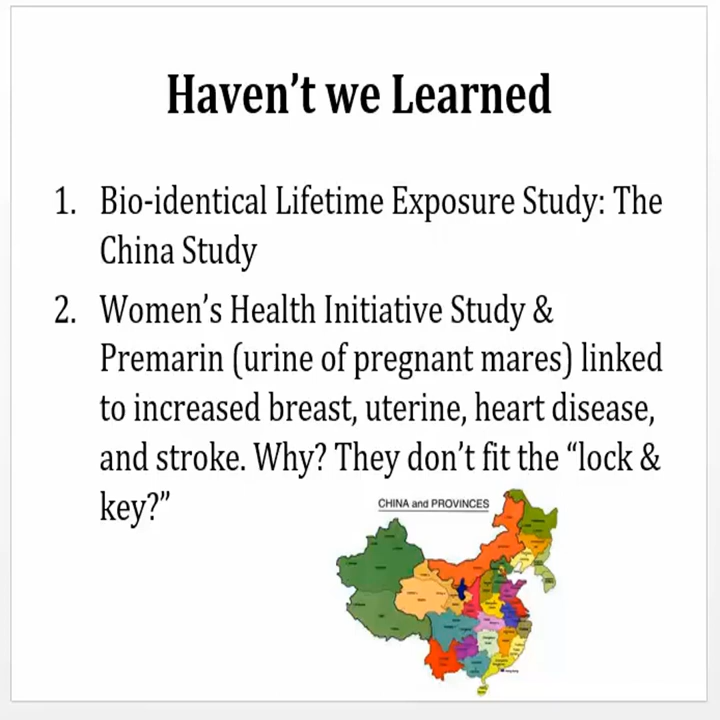 Haven’t we Learned
1. Bio-identical Lifetime Exposure Study: The
China Study
2. Women’s Health Initiative Study &
Premarin (urine of pregnant mares) linked
to increased breast, uterine, heart disease,
and stroke. Why? They don’t fit the “lock &
key?”
CHINA and PROVINCES